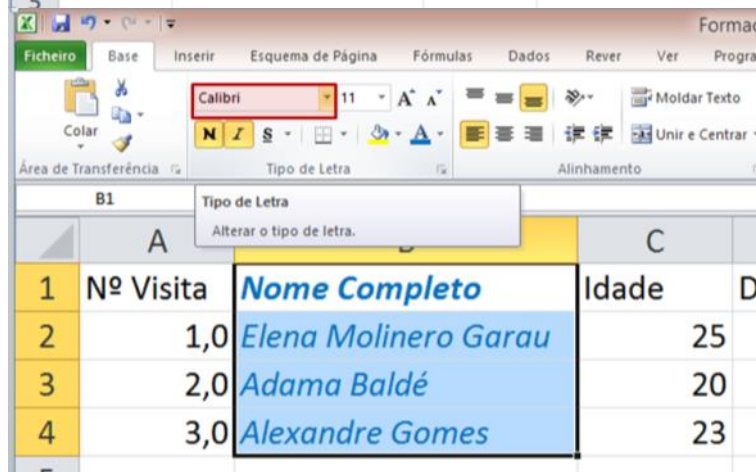 5
Formaç
Ficheiro Base Inserir Esquema de Página Fórmulas Dados Rever Ver Progra
Calibri 11 A A
Moldar Texto
Colar
N I S A Unir e Centrar
Área de Transferência Tipo de Letra Alinhamento
B1 Tipo de Letra
Alterar o tipo de letra.
A C
1 Nº Visita Nome Completo Idade D
2 1,0 Elena Molinero Garau 25
3 2,0 Adama Baldé 20
4 3,0 Alexandre Gomes 23